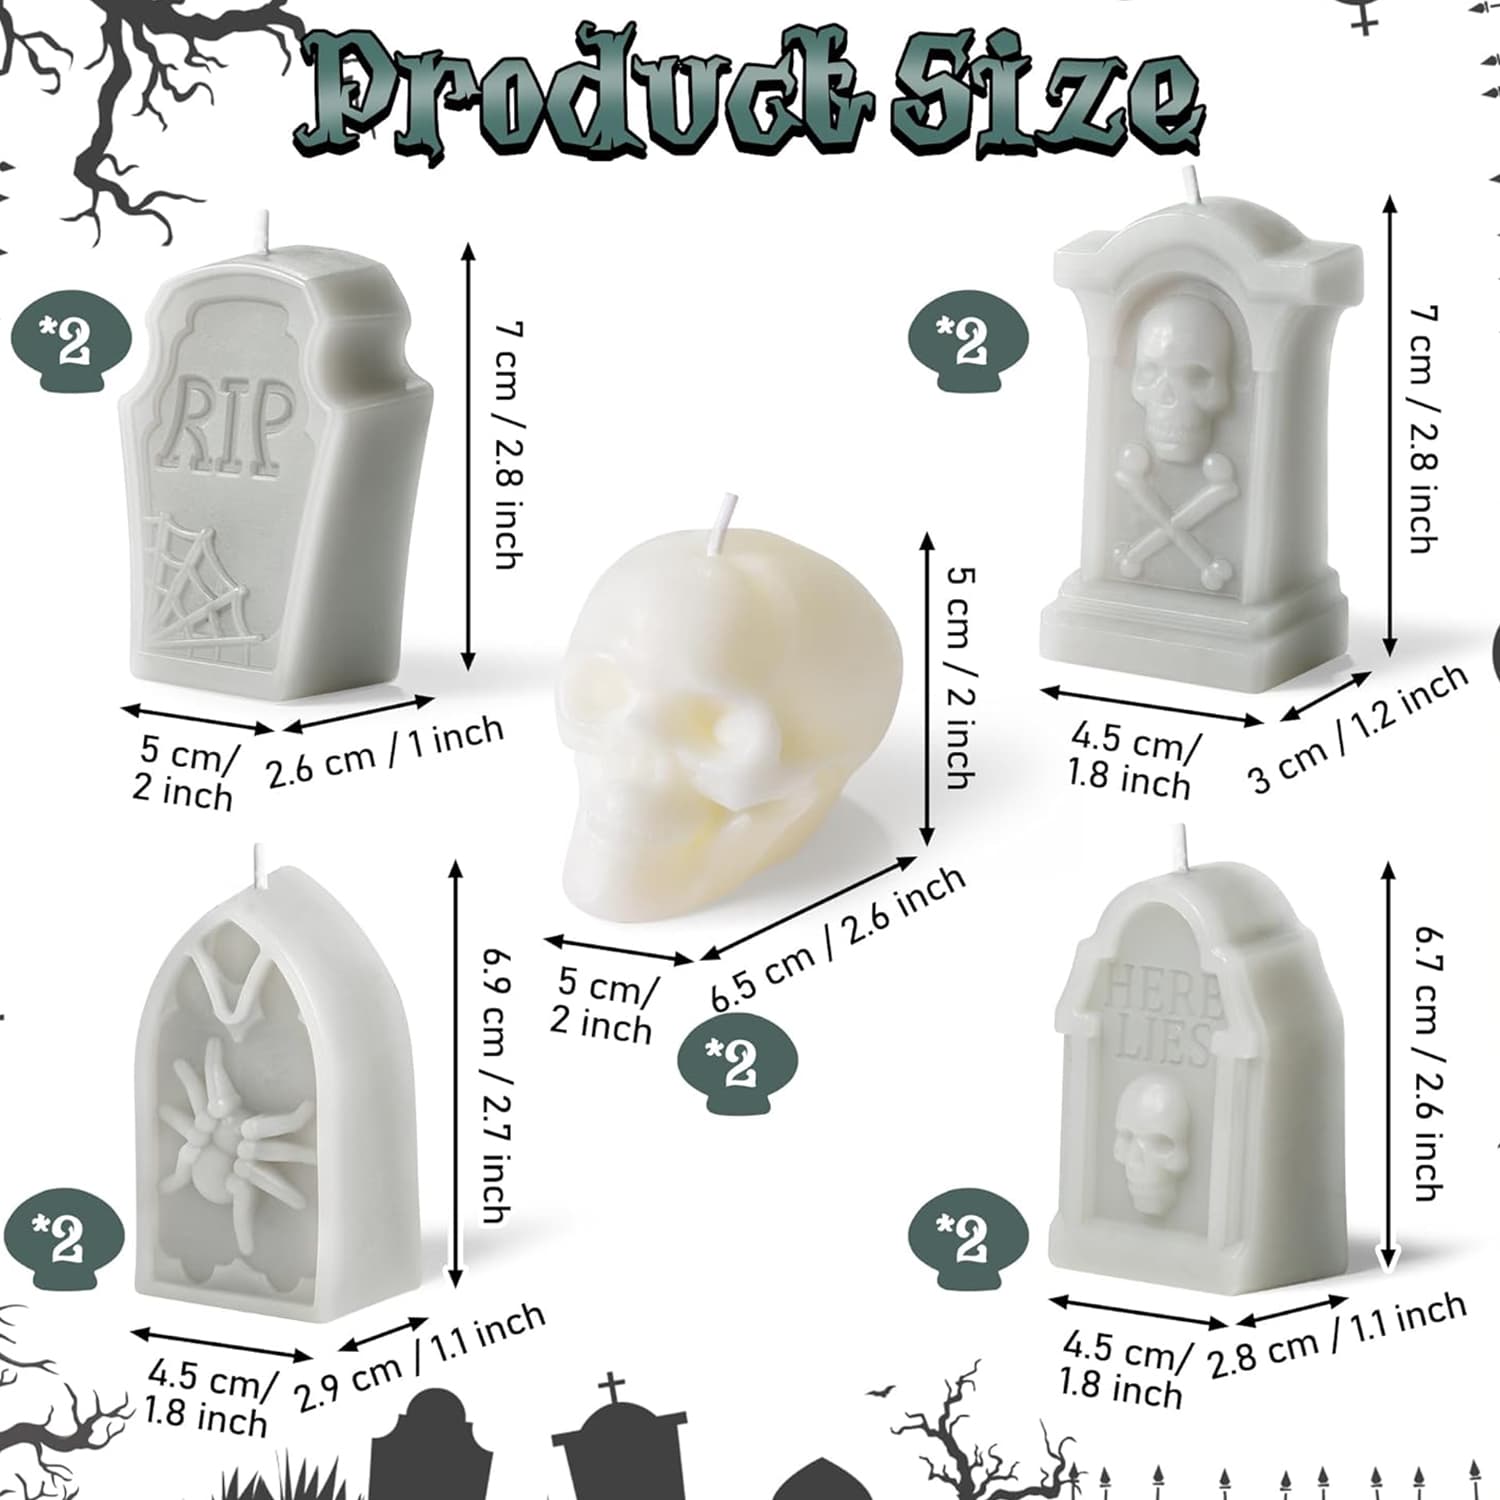 Product Size
*2
RIP
7 cm / 2.8 inch
5 cm/
2 inch
2.6 cm / 1 inch
*2
7 cm / 2.8 inch
4.5 cm/
1.8 inch
3 cm / 1.2 inch
5 cm / 2 inch
5 cm/
2 inch
6.5 cm / 2.6 inch
*2
*2
6.9 cm / 2.7 inch
4.5 cm/
1.8 inch
2.9 cm / 1.1 inch
*2
HERE
LIES
6.7 cm / 2.6 inch
4.5 cm/
1.8 inch
2.8 cm / 1.1 inch